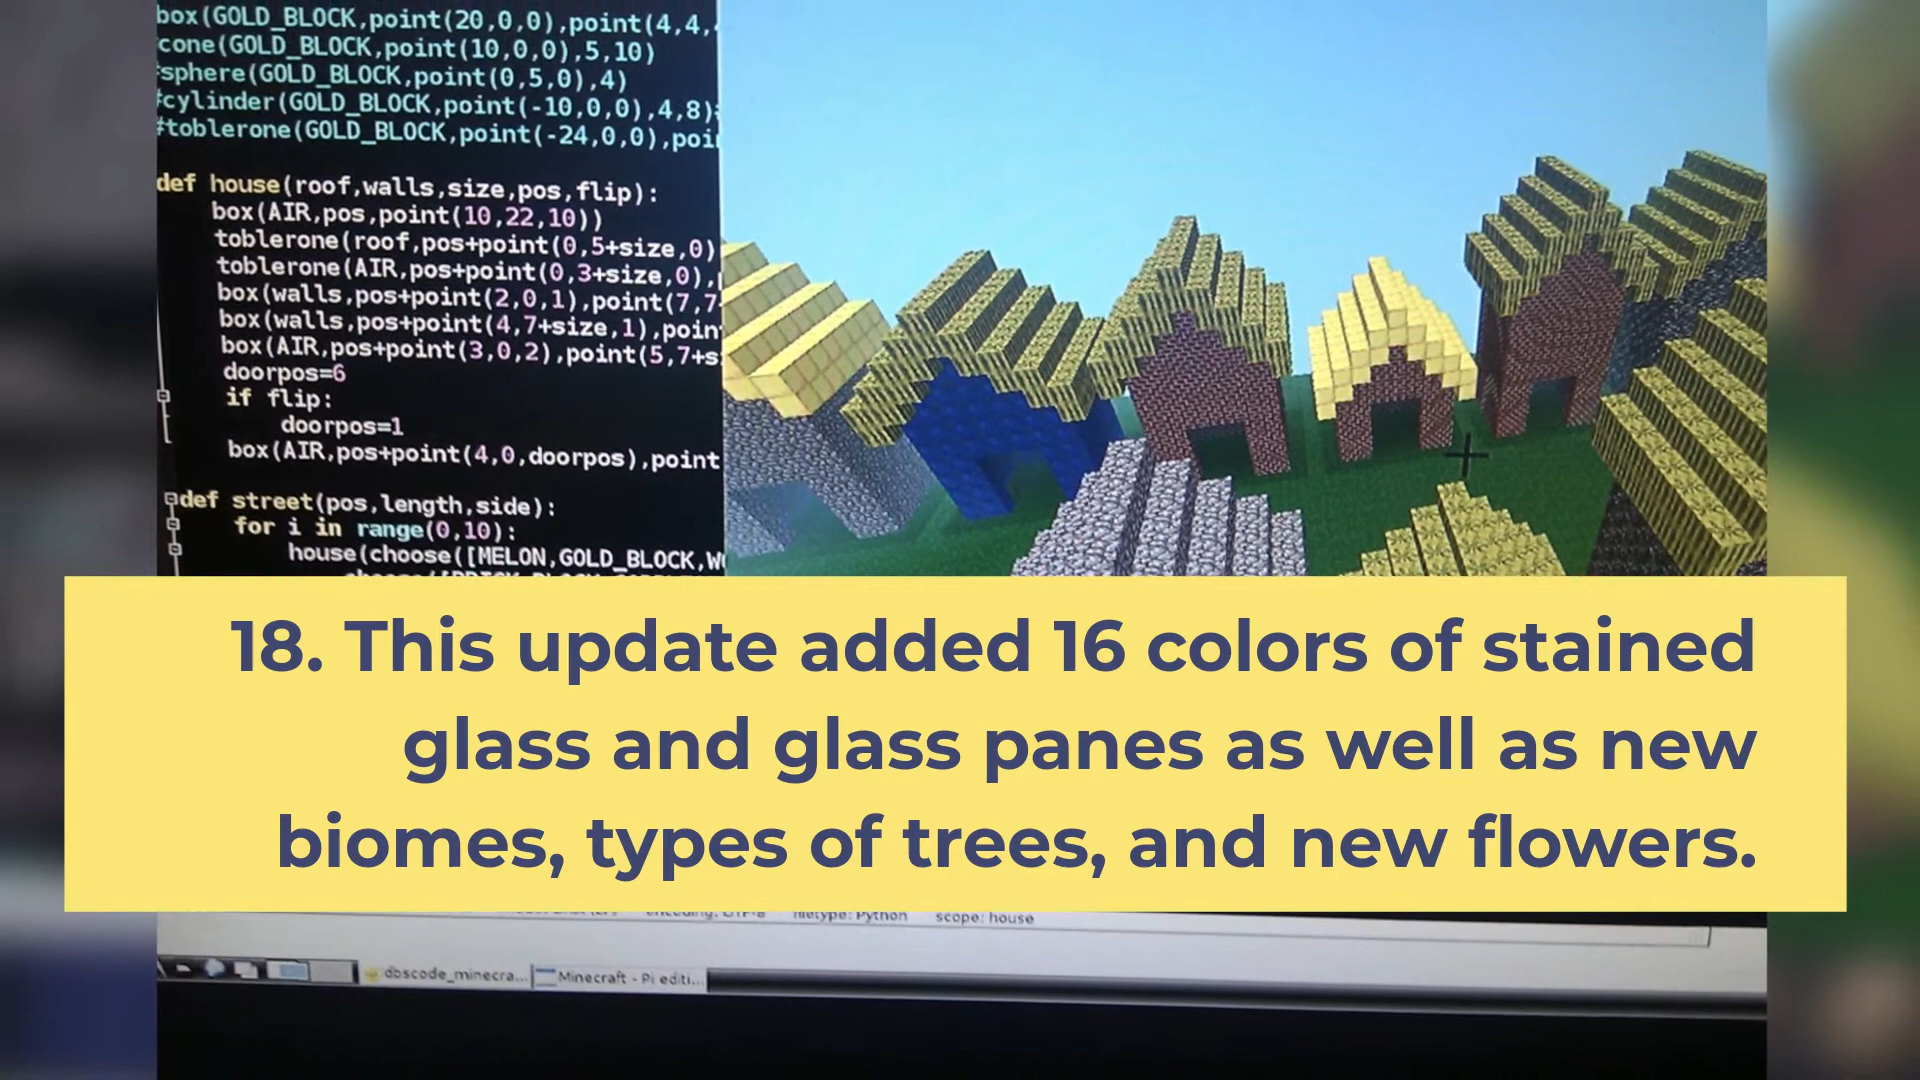 box(GOLD_BLOCK,point(20,0,0),point(4,4,
cone(GOLD_BLOCK,point(10,0,0),5,10)
#sphere(GOLD_BLOCK,point(0,5,0),4)
#cylinder(GOLD_BLOCK,point(-10,0,0),4,8)
#toblerone(GOLD_BLOCK,point(-24,0,0),poi
def house(roof,walls,size,pos,flip):
box(AIR,pos,point(10,22,10))
toblerone(roof,pos+point(0,5+size,0)
toblerone(AIR,pos+point(0,3+size,0),
box(walls,pos+point(2,0,1),point(7,7
box(walls,pos+point(4,7+size,1),poin
box(AIR,pos+point(3,0,2),point(5,7+s
doorpos=6
if flip:
doorpos=1
box(AIR,pos+point(4,0,doorpos),point
def street(pos,length,side):
for i in range(0,10):
house(choose([MELON,GOLD_BLOCK,W
18. This update added 16 colors of stained
glass and glass panes as well as new
biomes, types of trees, and new flowers.
encoding: UTF-8 filetype: Python scope: house
dbscode_minecra... Minecraft - Pi editi...